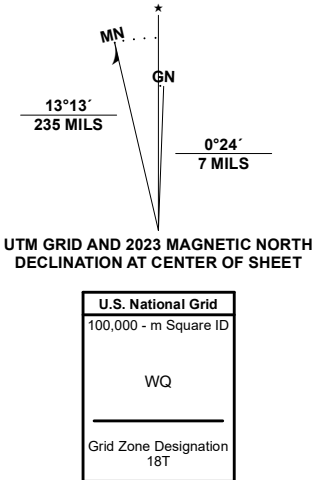 MN
GN
13°13´
235 MILS
0°24´
7 MILS
UTM GRID AND 2023 MAGNETIC NORTH
DECLINATION AT CENTER OF SHEET
U.S. National Grid
100,000 - m Square ID
WQ
Grid Zone Designation
18T